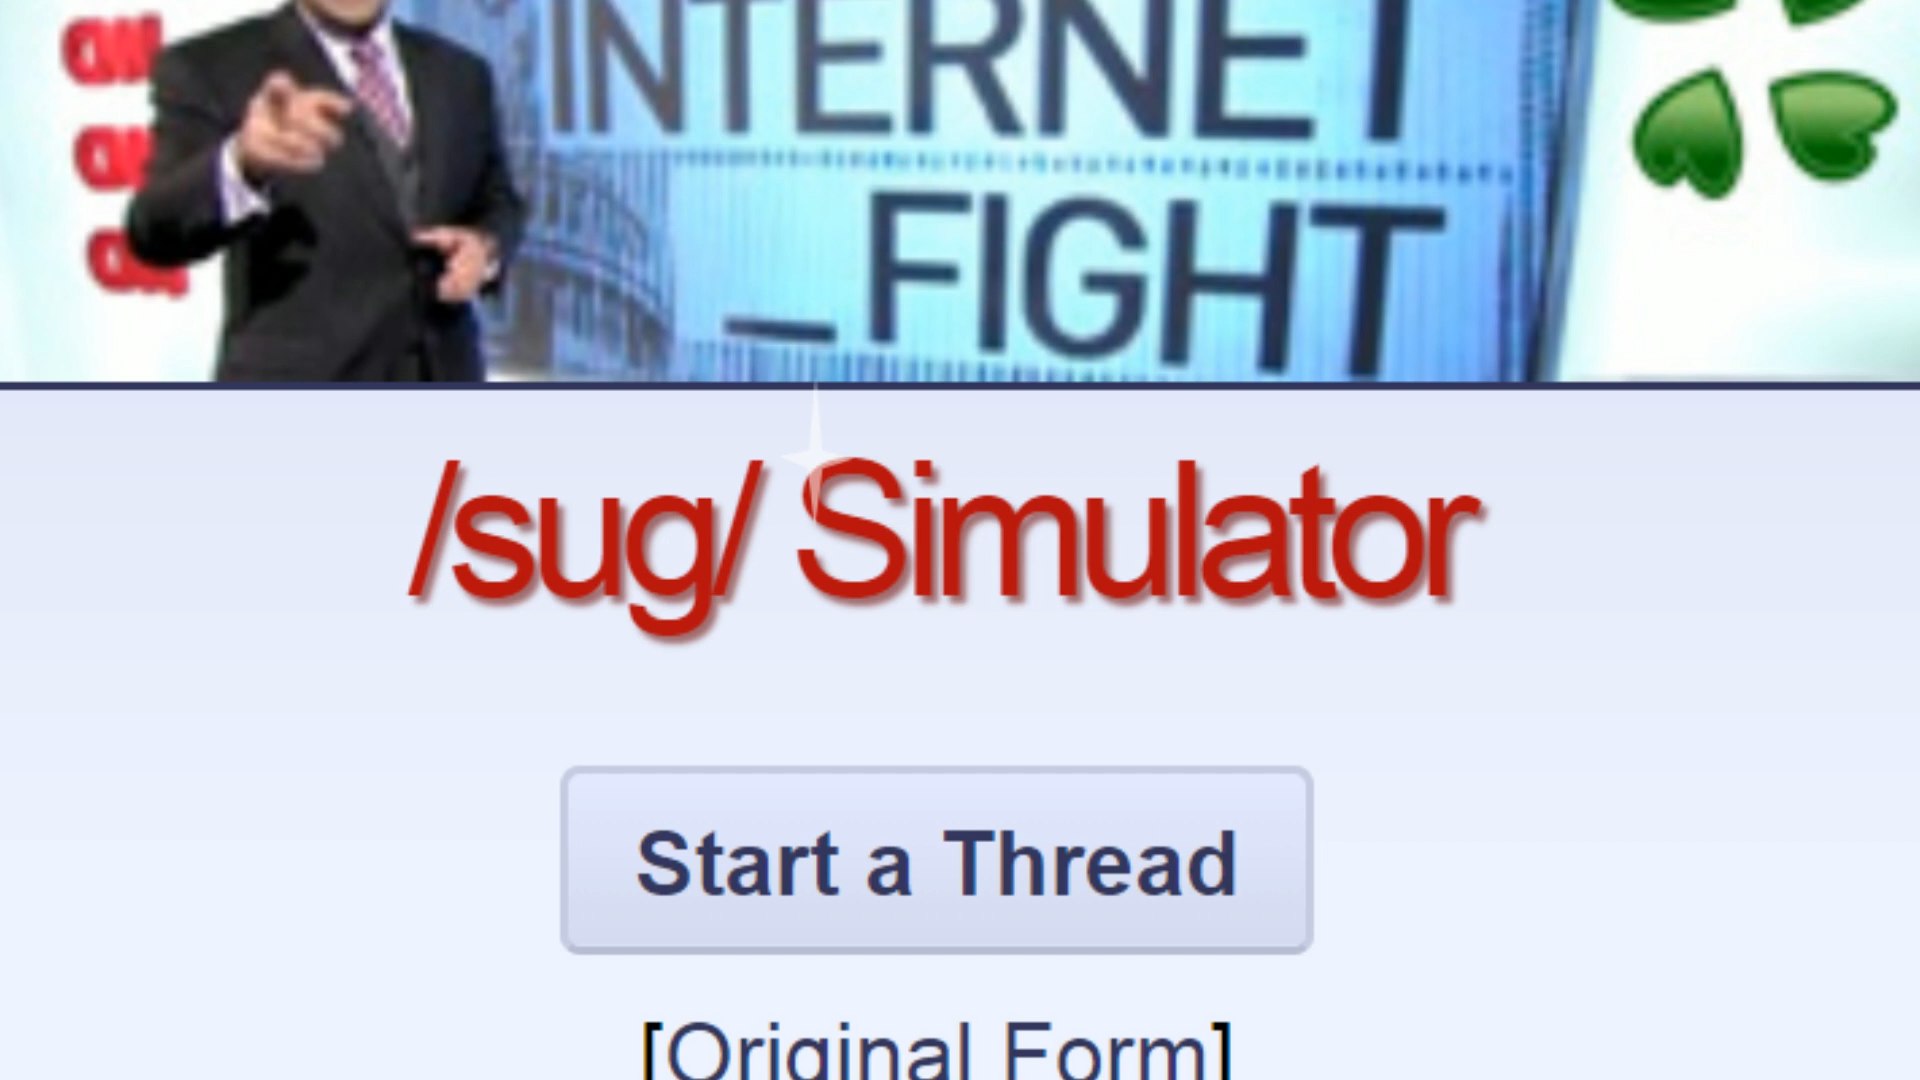 INTERNET
_FIGHT
/sug/ Simulator
Start a Thread
[Original Form]